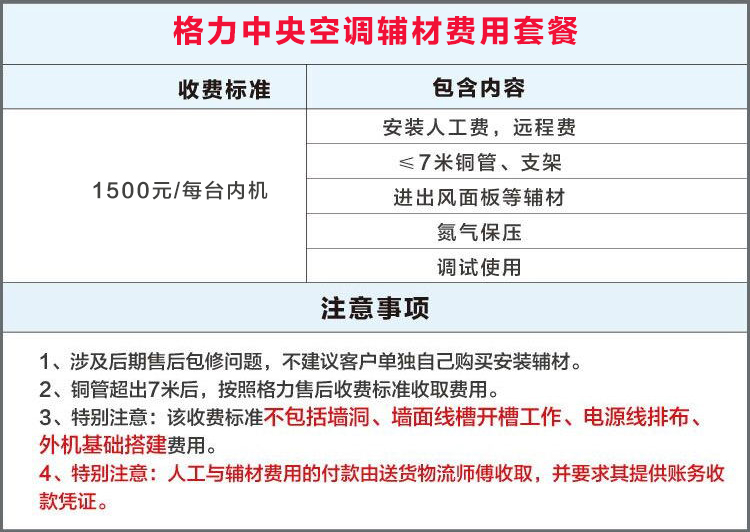 格力中央空调辅材费用套餐
收费标准
包含内容
1500元/每台内机
安装人工费，远程费
≤7米铜管、支架
进出风面板等辅材
氮气保压
调试使用
注意事项
1、涉及后期售后包修问题，不建议客户单独自己购买安装辅材。
2、铜管超出7米后，按照格力售后收费标准收取费用。
3、特别注意：该收费标准不包括墙洞、墙面线槽开槽工作、电源线排布、
外机基础搭建费用。
4、特别注意：人工与辅材费用的付款由送货物流师傅收取，并要求其提供账务收
款凭证。